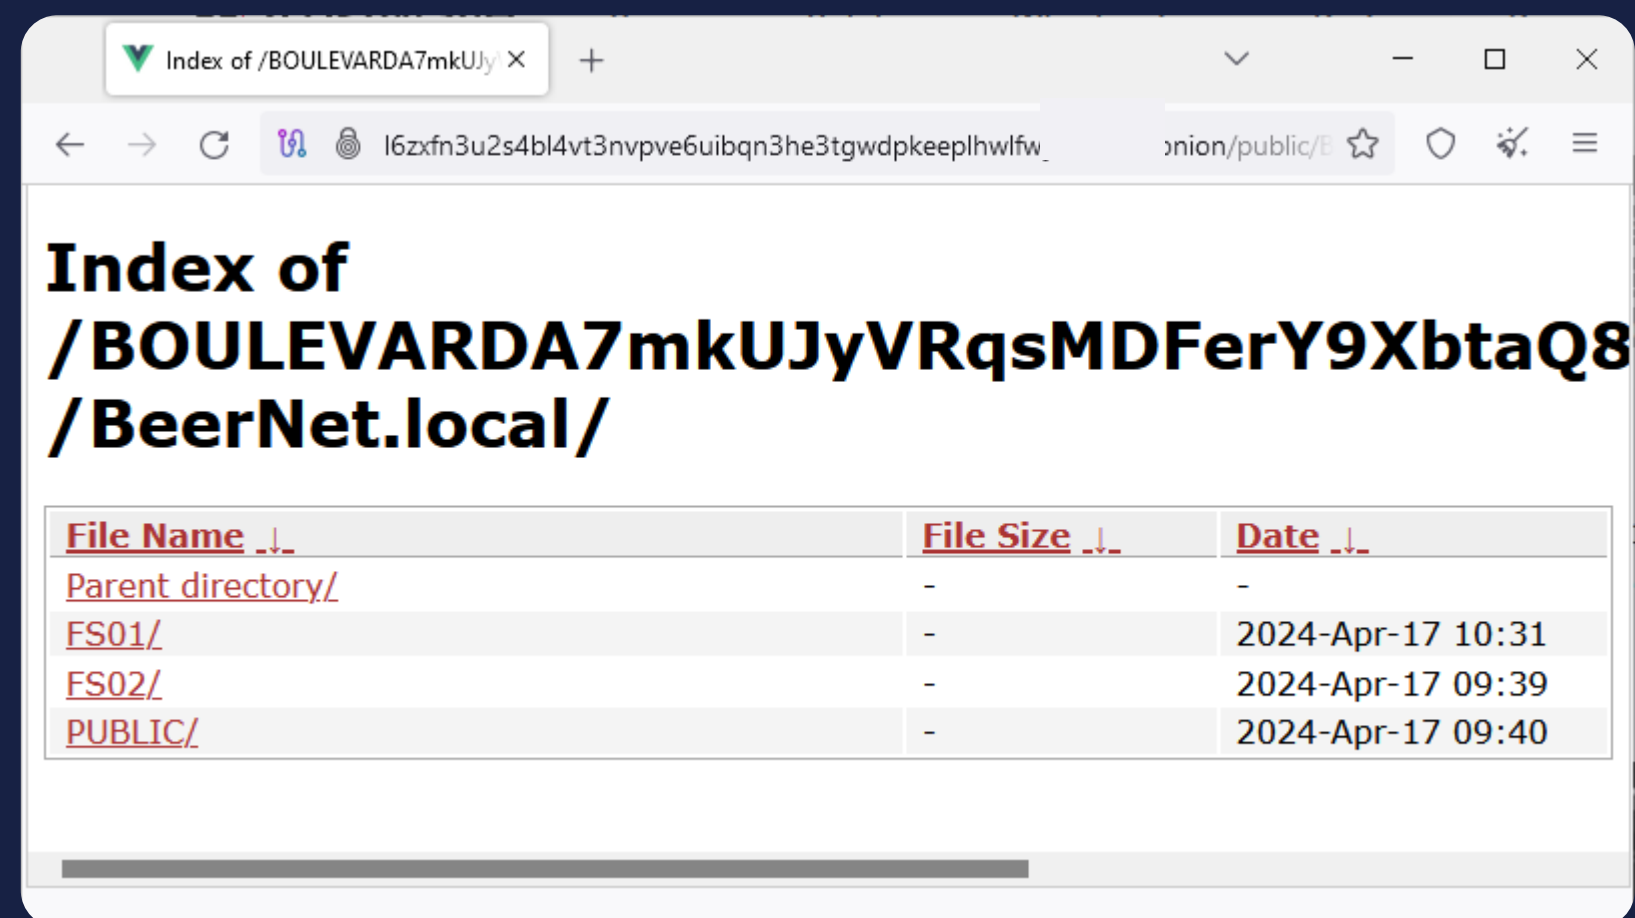 Index of /BOULEVARDA7mkUJy
l6zxfn3u2s4bl4vt3nvpve6uibqn3he3tgwdpkeeplhwlfw onion/public/B
Index of
/BOULEVARDA7mkUJyVRqsMDFerY9XbtaQ8
/BeerNet.local/
File Name ↓ File Size ↓ Date ↓
Parent directory/ - -
FS01/ - 2024-Apr-17 10:31
FS02/ - 2024-Apr-17 09:39
PUBLIC/ - 2024-Apr-17 09:40